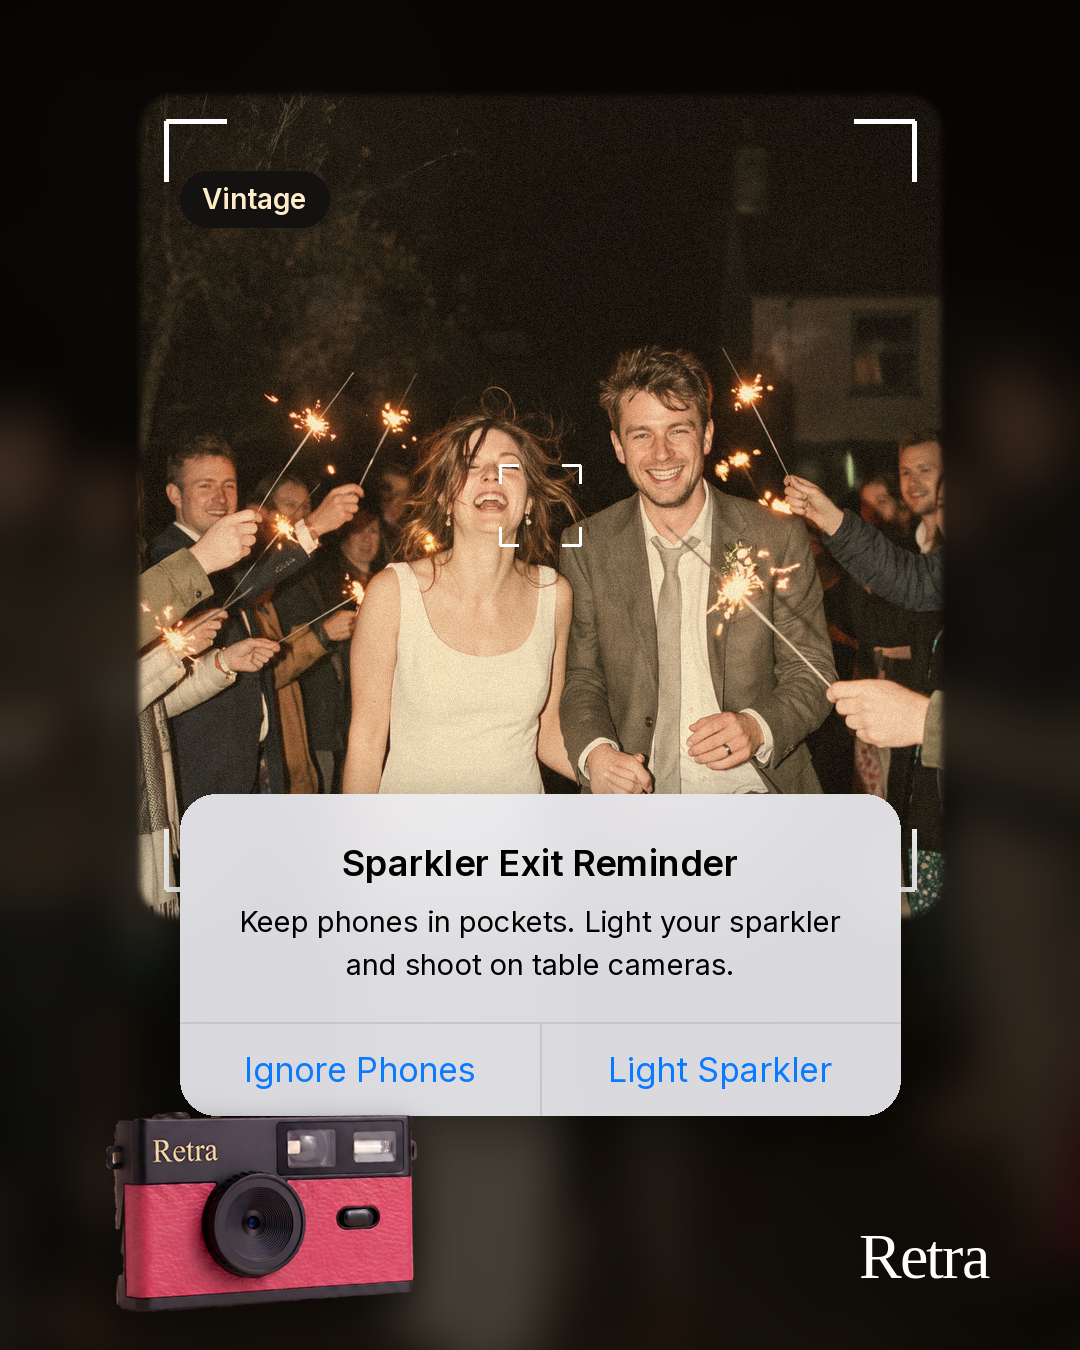 Vintage
Sparkler Exit Reminder
Keep phones in pockets. Light your sparkler
and shoot on table cameras.
Ignore Phones
Light Sparkler
Retra
Retra